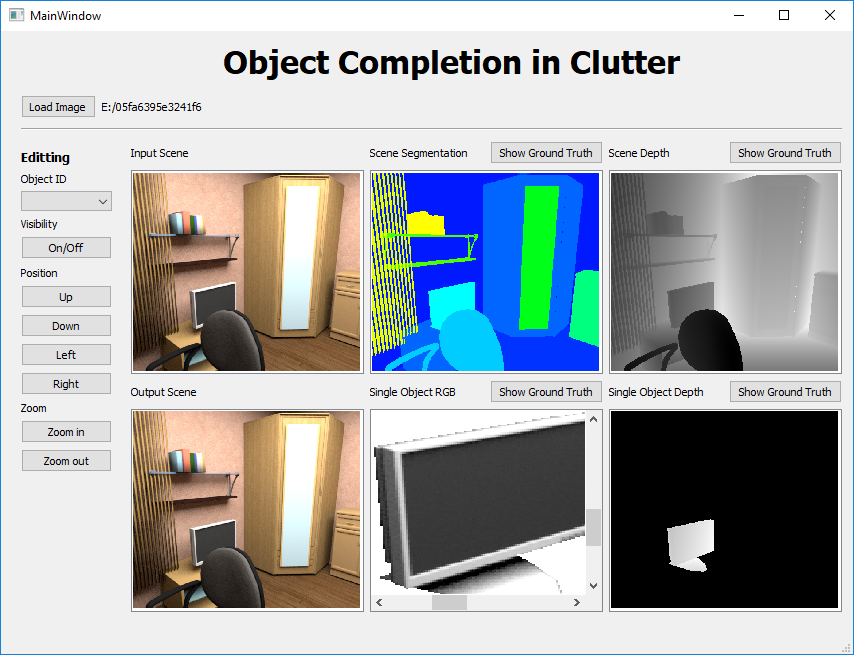 MainWindow
Object Completion in Clutter
Load Image E:/05fa6395e3241f6
Editting
Object ID
Visibility
On/Off
Position
Up
Down
Left
Right
Zoom
Zoom in
Zoom out
Input Scene
Scene Segmentation Show Ground Truth
Scene Depth Show Ground Truth
Output Scene
Single Object RGB Show Ground Truth
Single Object Depth Show Ground Truth